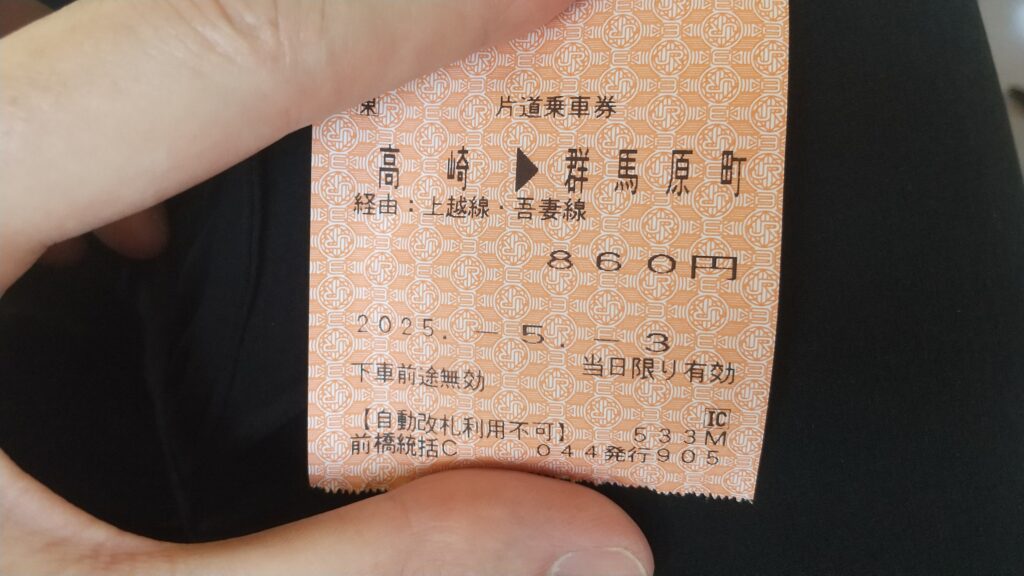 東 片道乗車券
高崎▶群馬原町
経由：上越線・吾妻線
860円
2025.-5.-3
下車前途無効 当日限り有効
【自動改札利用不可】 533M IC
前橋統括C 044発行905